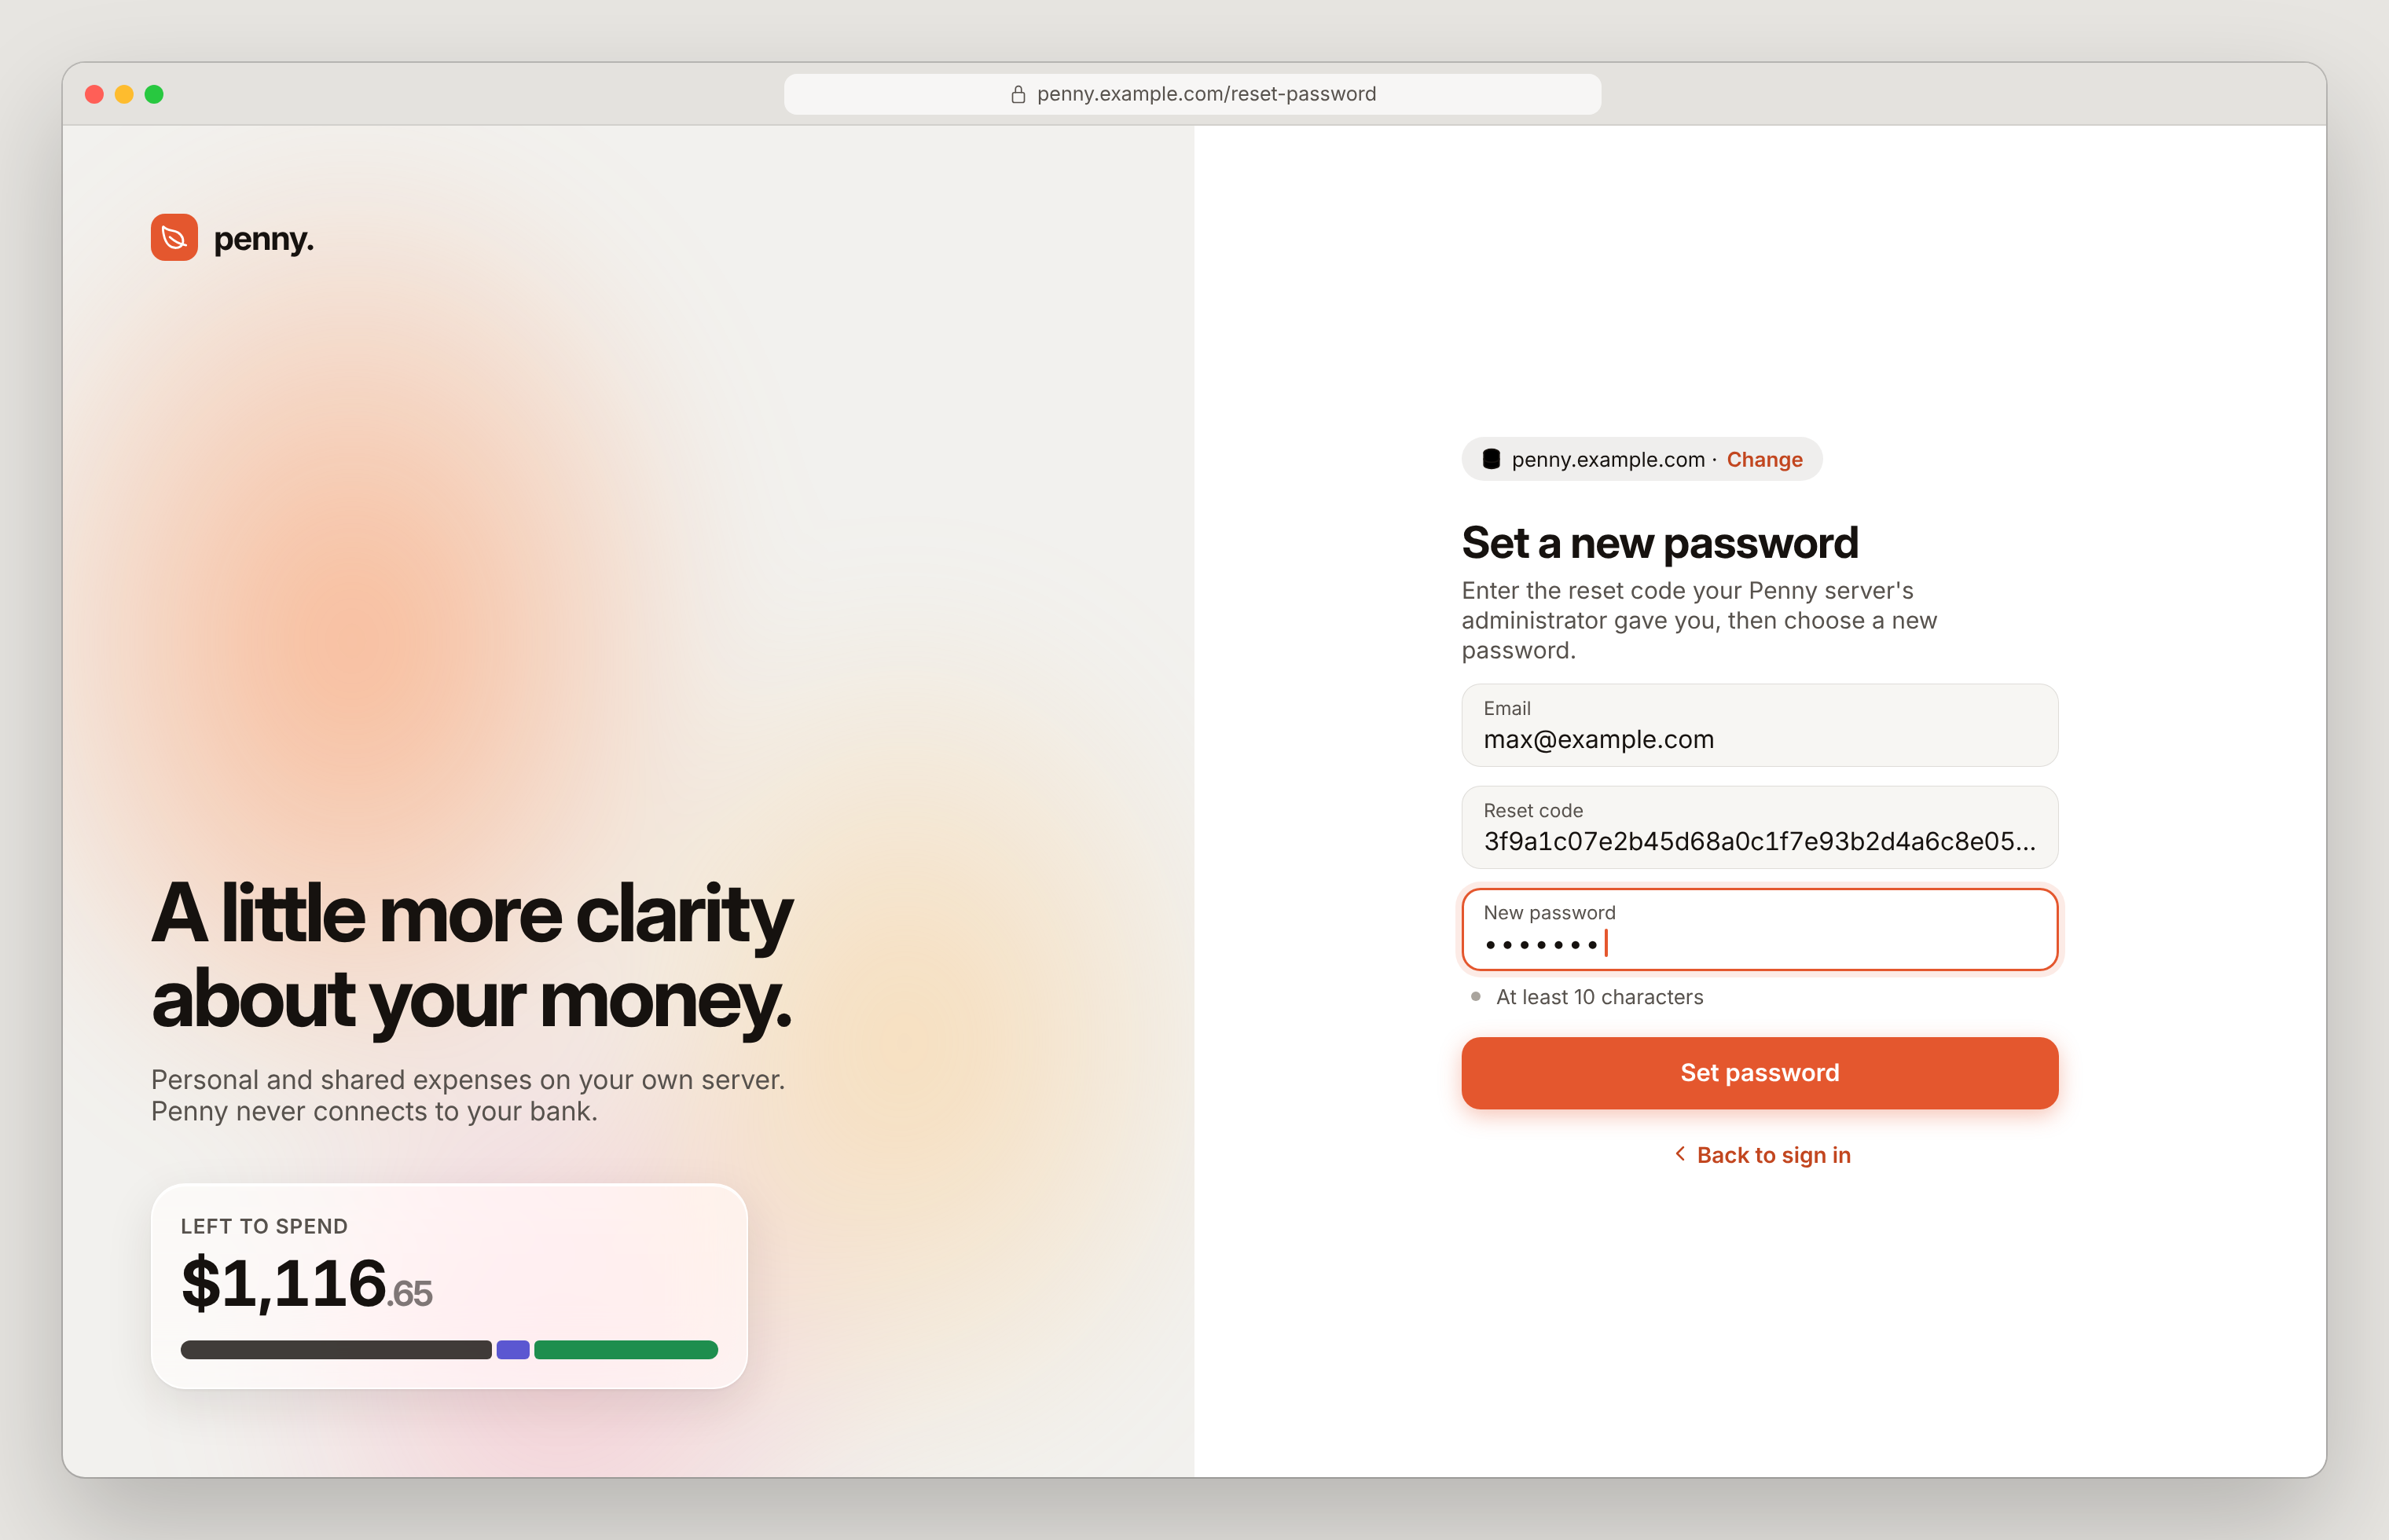 penny.example.com/reset-password
penny.
A little more clarity
about your money.
Personal and shared expenses on your own server.
Penny never connects to your bank.
LEFT TO SPEND
$1,116.65
penny.example.com · Change
Set a new password
Enter the reset code your Penny server's
administrator gave you, then choose a new
password.
Email
max@example.com
Reset code
3f9a1c07e2b45d68a0c1f7e93b2d4a6c8e05...
New password
•••••••
At least 10 characters
Set password
Back to sign in